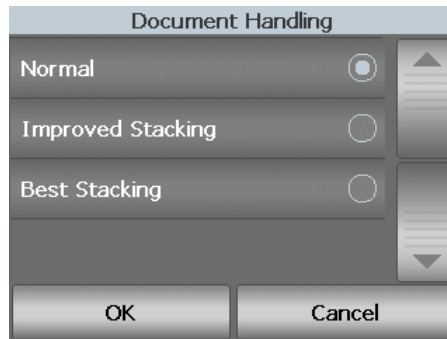 Document Handling
Normal
Improved Stacking
Best Stacking
OK Cancel